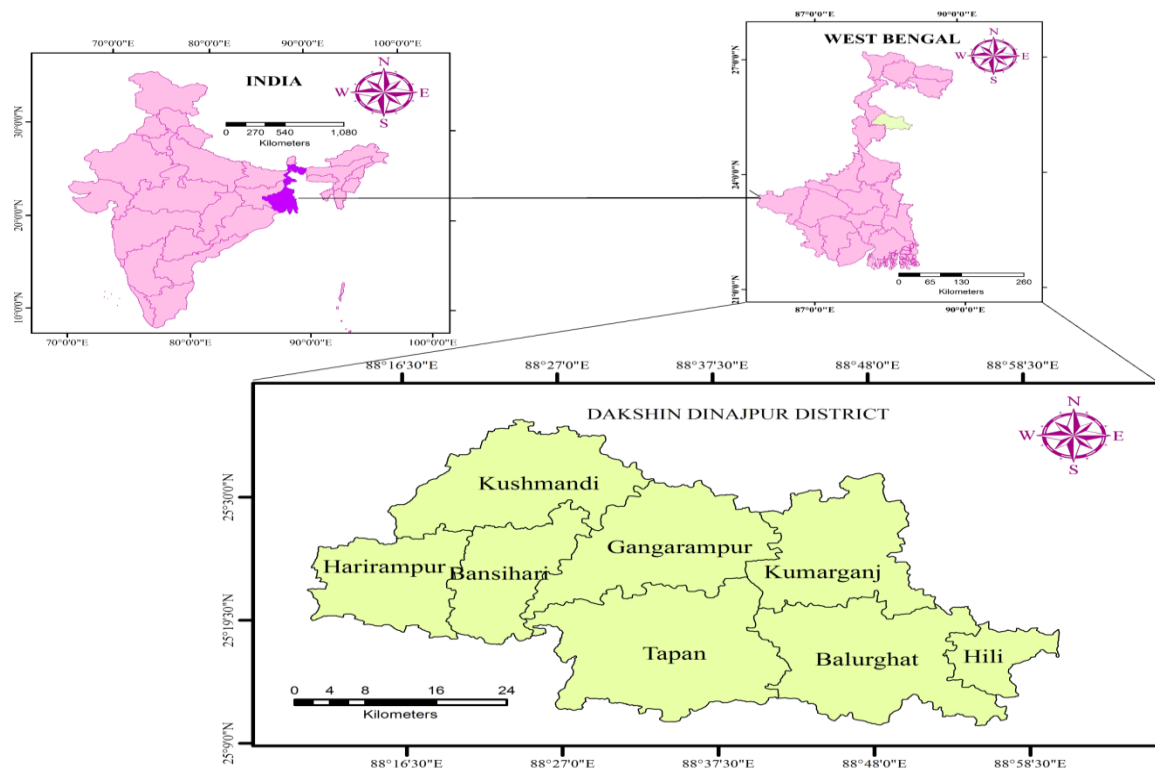 70°0'0"E 80°0'0"E 90°0'0"E 100°0'0"E
INDIA
N
W E
S
0 270 540 1,080
Kilometers
30°0'0"N
20°0'0"N
10°0'0"N
70°0'0"E 80°0'0"E 90°0'0"E 100°0'0"E
87°0'0"E 90°0'0"E
WEST BENGAL
N
W E
S
27°0'0"N
24°0'0"N
21°0'0"N
0 65 130 260
Kilometers
87°0'0"E 90°0'0"E
88°16'30"E 88°27'0"E 88°37'30"E 88°48'0"E 88°58'30"E
DAKSHIN DINAJPUR DISTRICT
N
W E
S
25°30'0"N
25°19'30"N
25°9'0"N
Kushmandi
Gangarampur
Harirampur
Bansihari
Kumarganj
Tapan
Balurghat
Hili
0 4 8 16 24
Kilometers
88°16'30"E 88°27'0"E 88°37'30"E 88°48'0"E 88°58'30"E